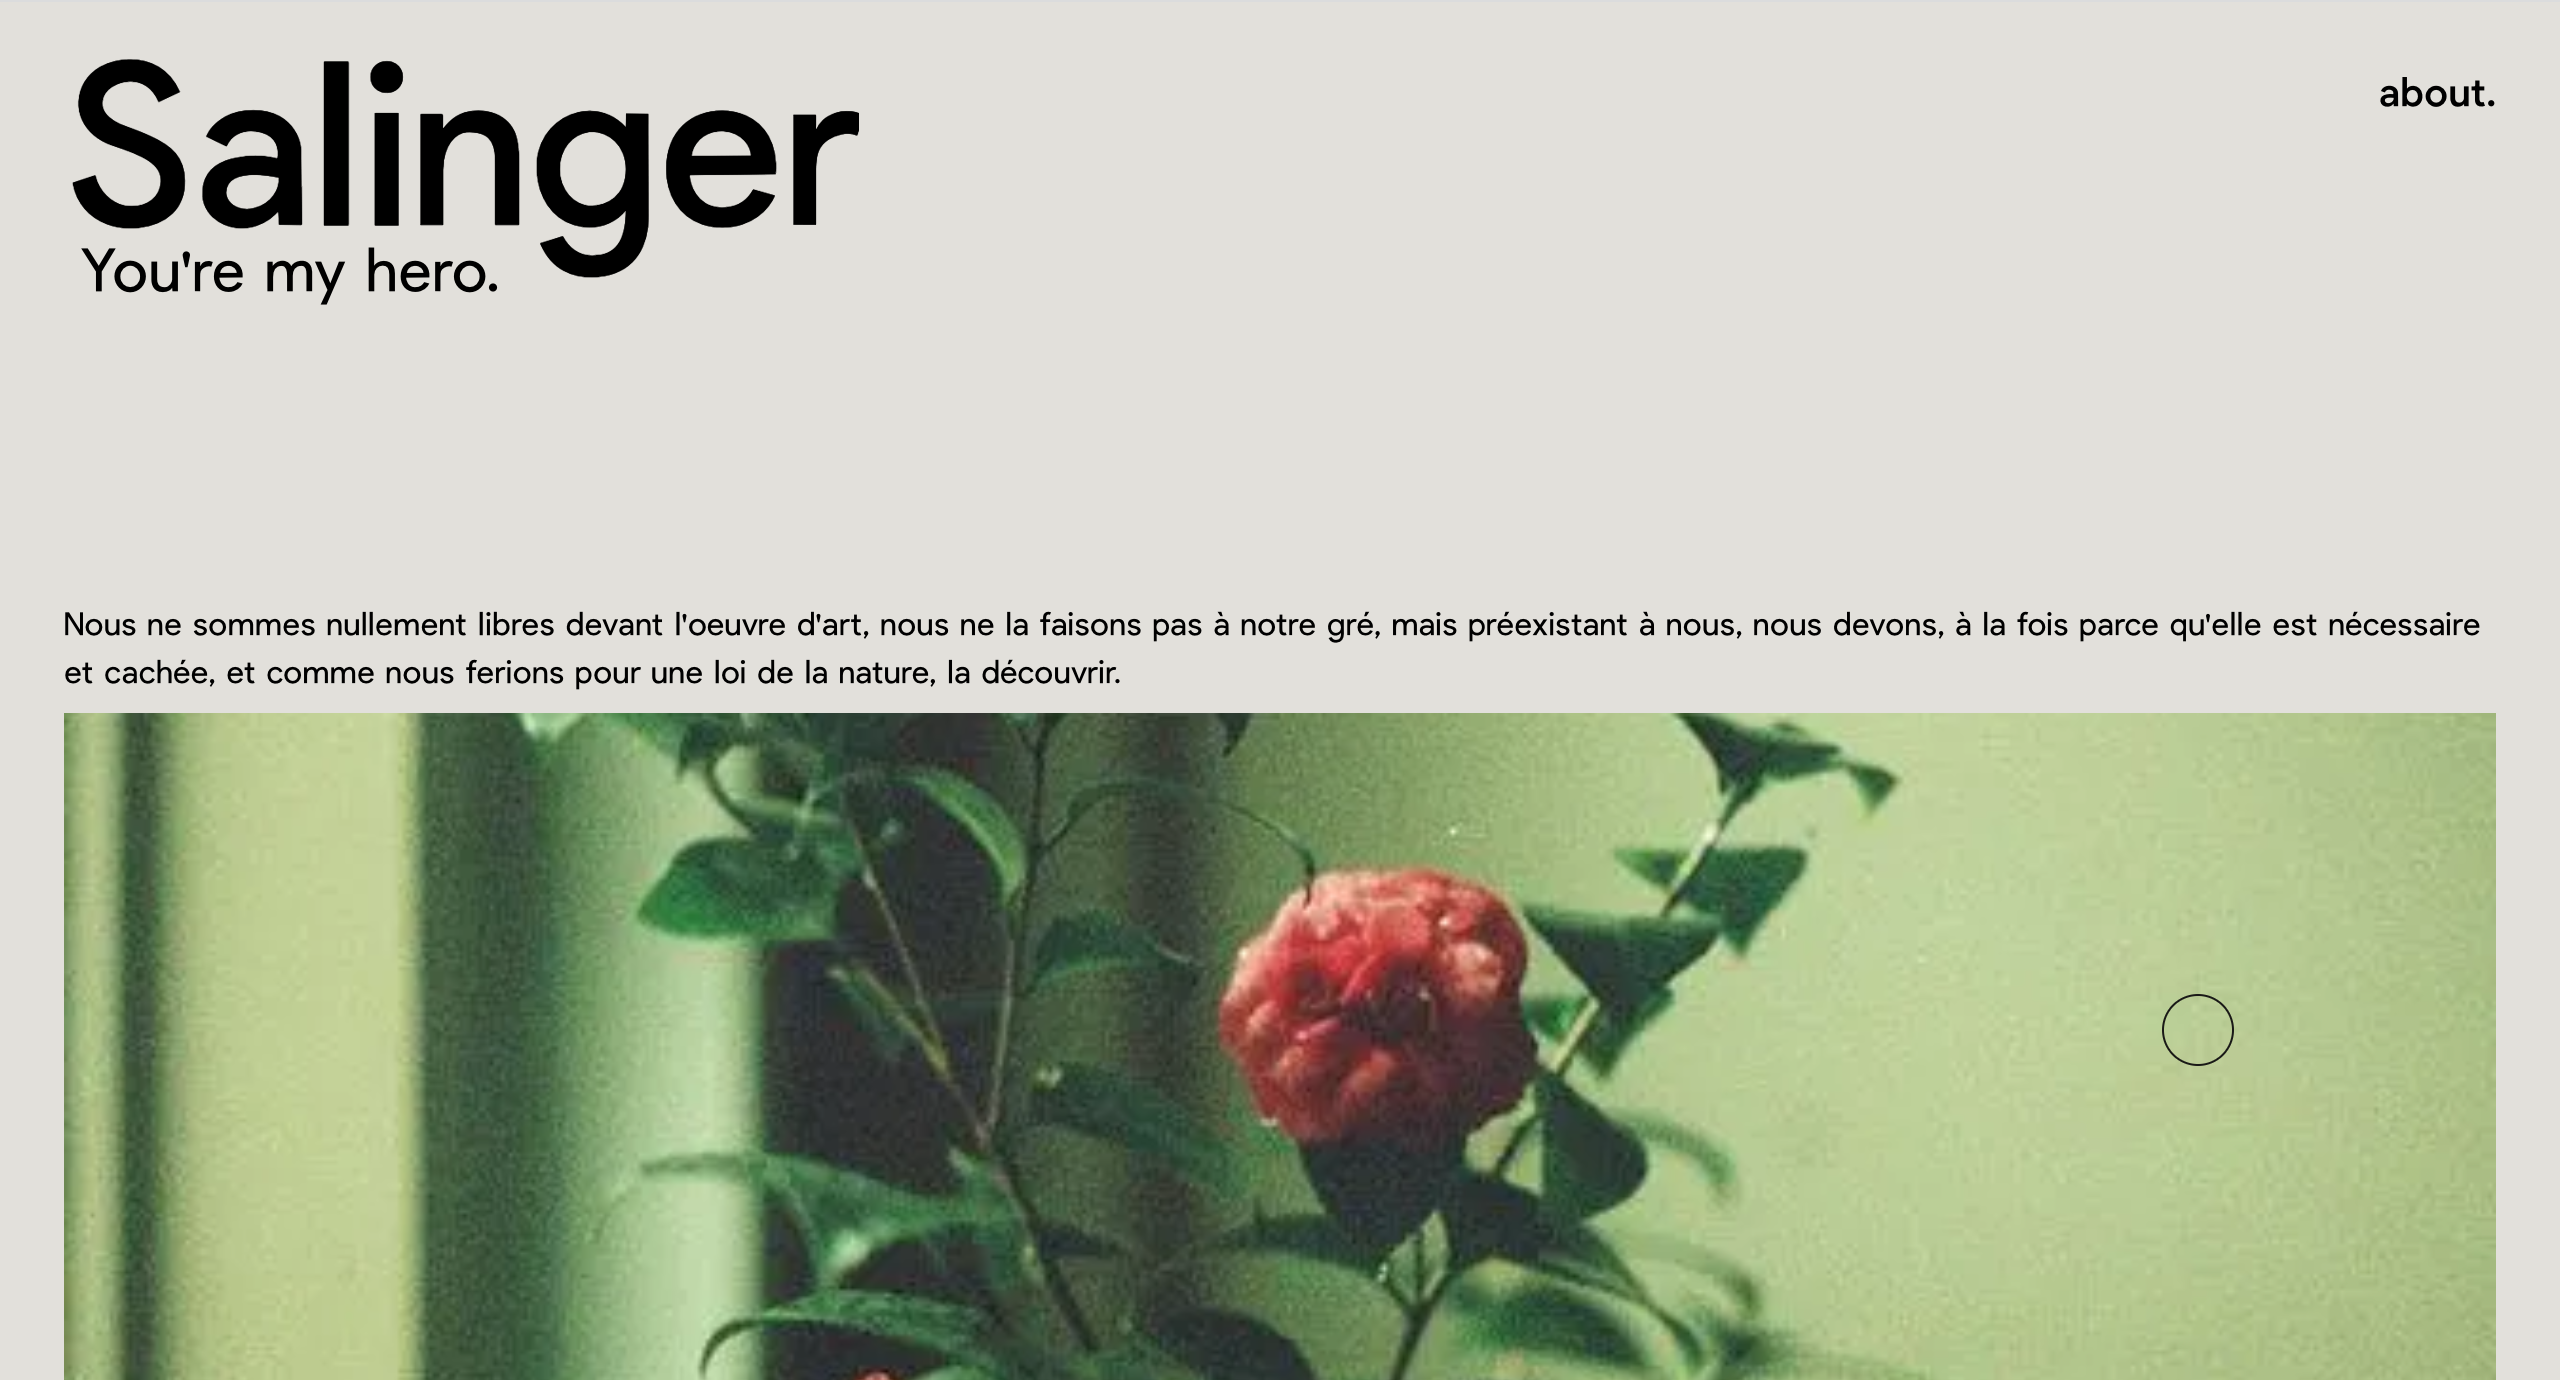 Salinger
about.
You're my hero.
Nous ne sommes nullement libres devant l'oeuvre d'art, nous ne la faisons pas à notre gré, mais préexistant à nous, nous devons, à la fois parce qu'elle est nécessaire
et cachée, et comme nous ferions pour une loi de la nature, la découvrir.